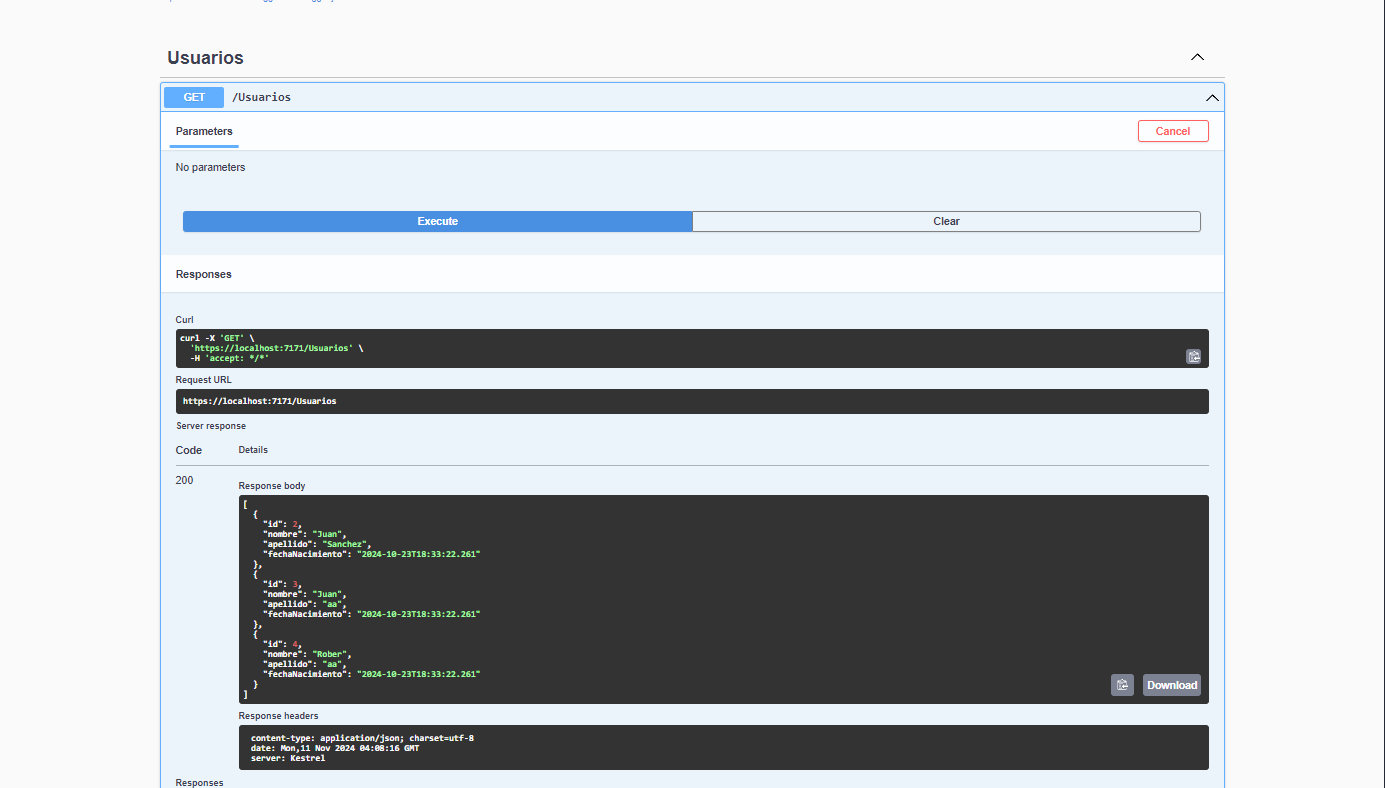 Usuarios
GET /Usuarios
Parameters
Cancel
No parameters
Execute
Clear
Responses
Curl
curl -X 'GET' \
'https://localhost:7171/Usuarios' \
-H 'accept: */*'
Request URL
https://localhost:7171/Usuarios
Server response
Code Details
200
Response body
[
{
"id": 2,
"nombre": "Juan",
"apellido": "Sanchez",
"fechaNacimiento": "2024-10-23T18:33:22.261"
},
{
"id": 3,
"nombre": "Juan",
"apellido": "aa",
"fechaNacimiento": "2024-10-23T18:33:22.261"
},
{
"id": 4,
"nombre": "Rober",
"apellido": "aa",
"fechaNacimiento": "2024-10-23T18:33:22.261"
}
]
Download
Response headers
content-type: application/json; charset=utf-8
date: Mon,11 Nov 2024 04:08:16 GMT
server: Kestrel
Responses